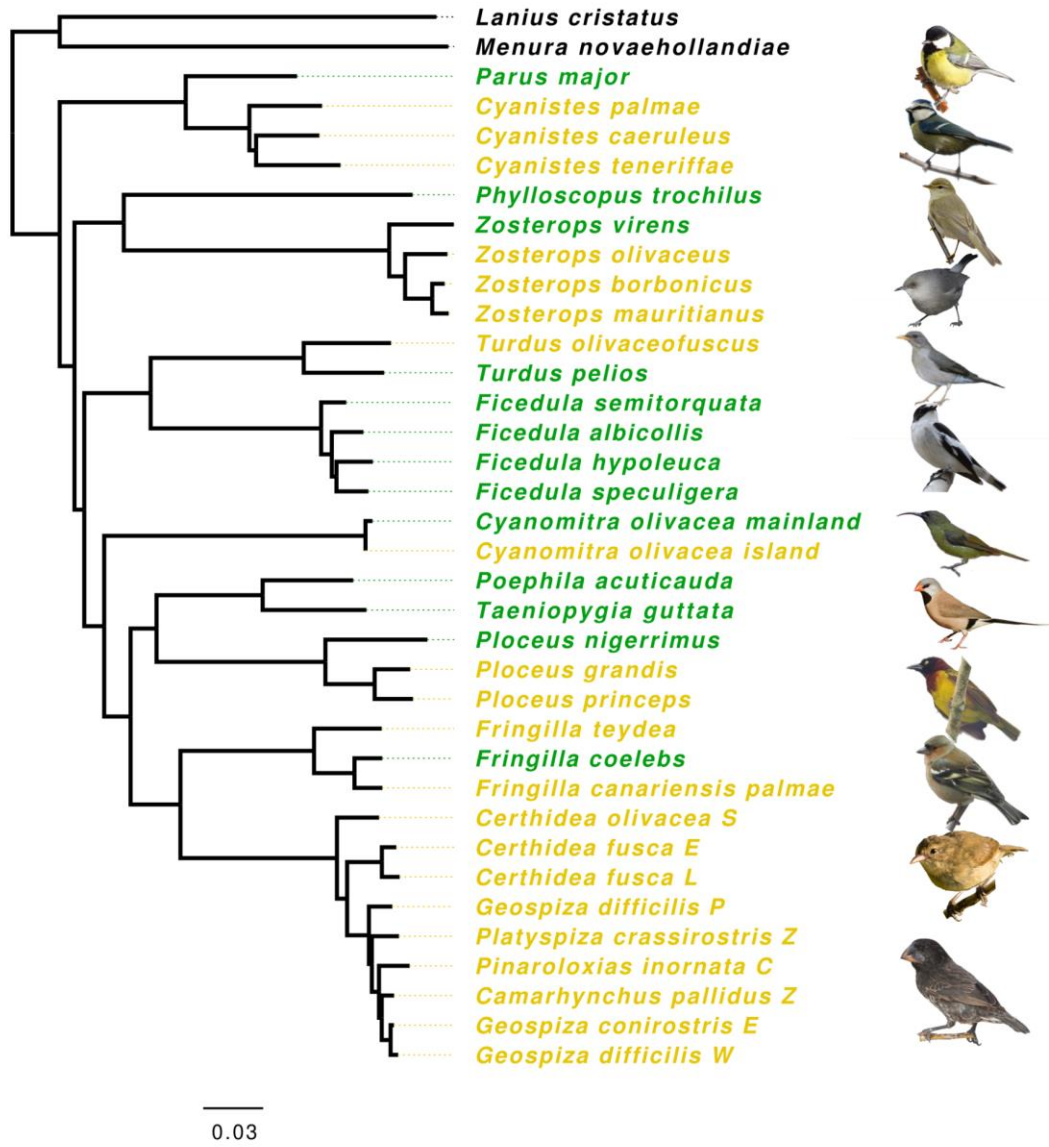 Lanius cristatus
Menura novaehollandiae
Parus major
Cyanistes palmae
Cyanistes caeruleus
Cyanistes teneriffae
Phylloscopus trochilus
Zosterops virens
Zosterops olivaceus
Zosterops borbonicus
Zosterops mauritianus
Turdus olivaceofuscus
Turdus pelios
Ficedula semitorquata
Ficedula albicollis
Ficedula hypoleuca
Ficedula speculigera
Cyanomitra olivacea mainland
Cyanomitra olivacea island
Poephila acuticauda
Taeniopygia guttata
Ploceus nigerrimus
Ploceus grandis
Ploceus princeps
Fringilla teydea
Fringilla coelebs
Fringilla canariensis palmae
Certhidea olivacea S
Certhidea fusca E
Certhidea fusca L
Geospiza difficilis P
Platyspiza crassirostris Z
Pinaroloxias inornata C
Camarhynchus pallidus Z
Geospiza conirostris E
Geospiza difficilis W
0.03